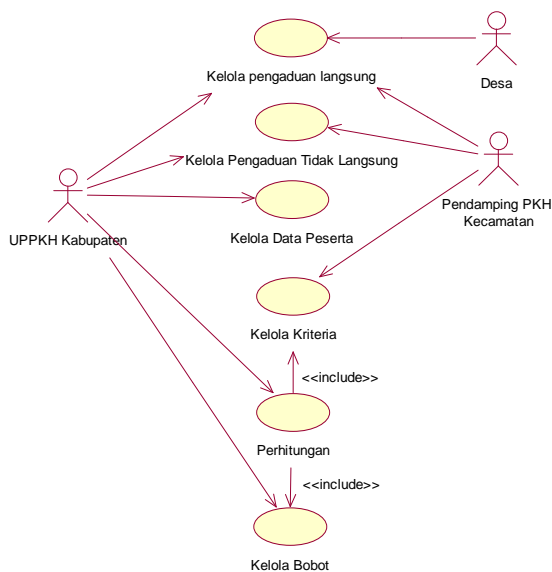 Kelola pengaduan langsung
Desa
Kelola Pengaduan Tidak Langsung
Pendamping PKH
Kecamatan
UPPKH Kabupaten
Kelola Data Peserta
Kelola Kriteria
<<include>>
Perhitungan
<<include>>
Kelola Bobot